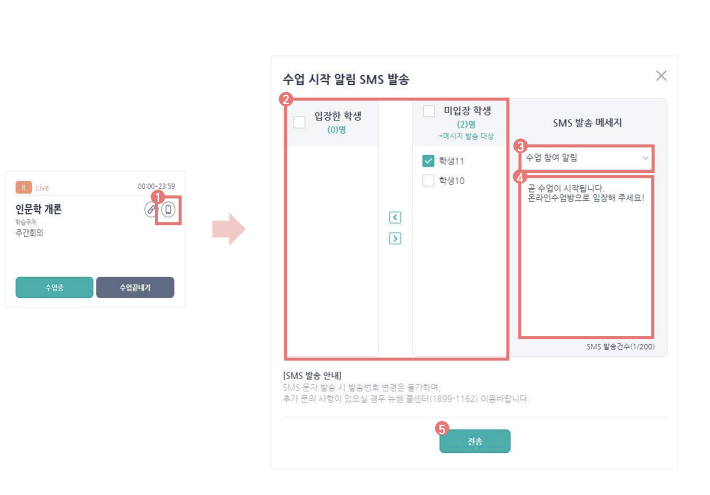 8 Live 00:00~23:59
1
인문학 개론
학습주제
주간회의
수업중 수업끝내기
수업 시작 알림 SMS 발송
2
입장한 학생
(0)명
미입장 학생
(2)명
*메시지 발송 대상
학생11
학생10
SMS 발송 메세지
3
수업 참여 알림
4
곧 수업이 시작됩니다.
온라인수업방으로 입장해 주세요!
SMS 발송건수(1/200)
[SMS 발송 안내]
SMS 문자 발송 시 발송번호 변경은 불가하며,
추가 문의 사항이 있으실 경우 뉴쌤 콜센터(1899-1162) 이용바랍니다.
5
전송